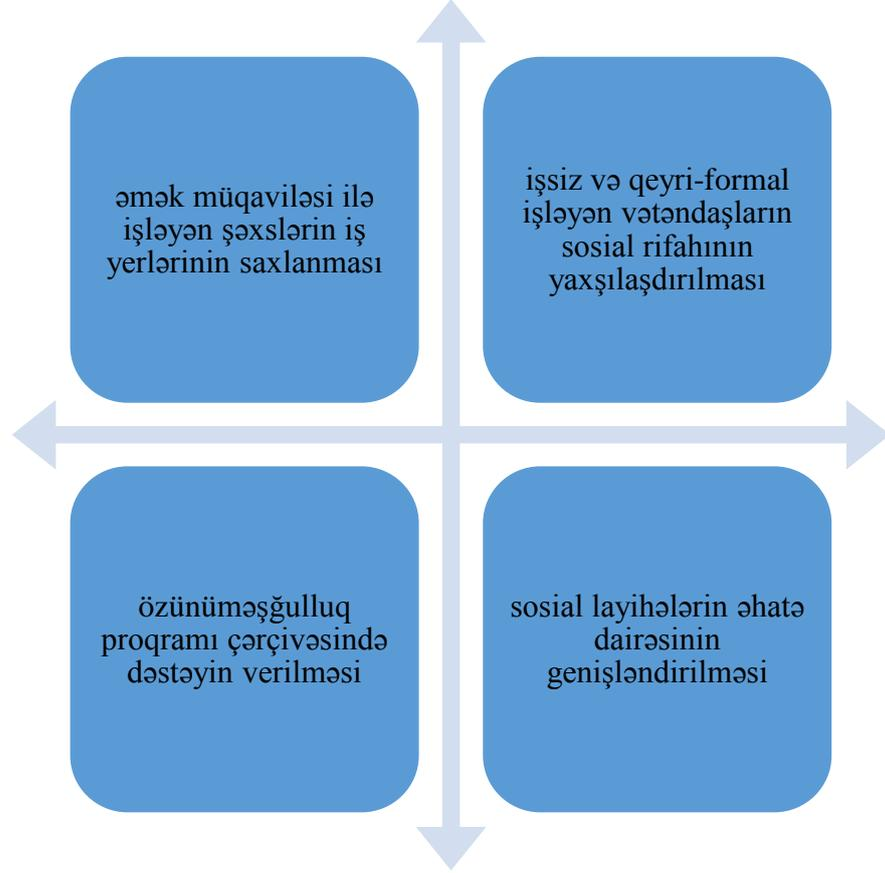 əmək müqaviləsi ilə
işləyən şəxslərin iş
yerlərinin saxlanması
işsiz və qeyri-formal
işləyən vətəndaşların
sosial rifahının
yaxşılaşdırılması
özünüməşğulluq
proqramı çərçivəsində
dəstəyin verilməsi
sosial layihələrin əhatə
dairəsinin
genişləndirilməsi